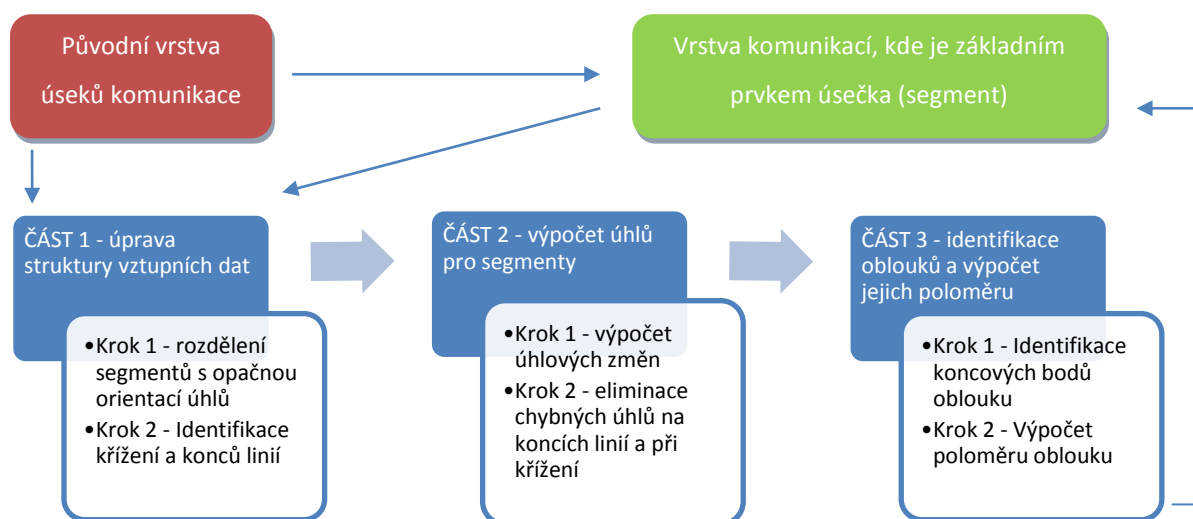 Původní vrstva
úseků komunikace
Vrstva komunikací, kde je základním
prvkem úsečka (segment)
ČÁST 1 - úprava
struktury vztupních dat
•Krok 1 - rozdělení
segmentů s opačnou
orientací úhlů
•Krok 2 - Identifikace
křížení a konců linií
ČÁST 2 - výpočet úhlů
pro segmenty
•Krok 1 - výpočet
úhlových změn
•Krok 2 - eliminace
chybných úhlů na
koncích linií a při
křížení
ČÁST 3 - identifikace
oblouků a výpočet
jejich poloměru
•Krok 1 - Identifikace
koncových bodů
oblouku
•Krok 2 - Výpočet
poloměru oblouku